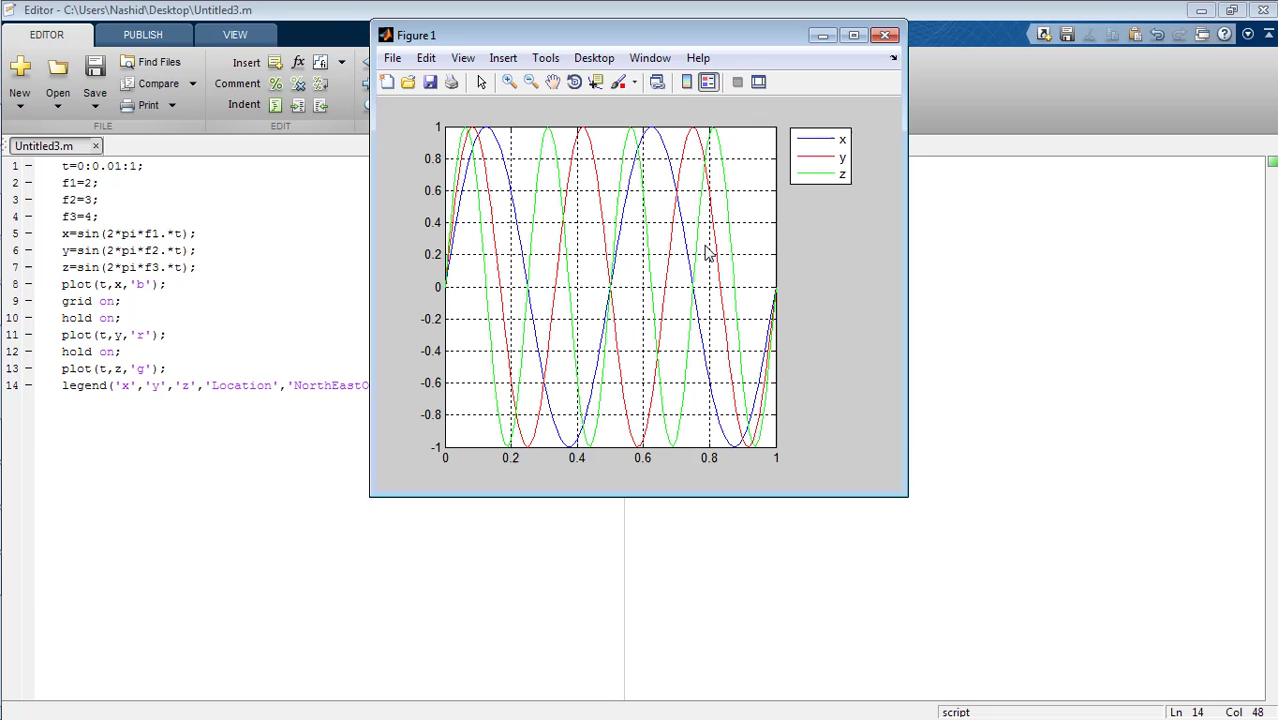 Editor - C:\Users\Nashid\Desktop\Untitled3.m
EDITOR PUBLISH VIEW
New Open Save Find Files Compare Print
Insert fx
Comment
Indent
FILE EDIT
Untitled3.m
1 t=0:0.01:1;
2 f1=2;
3 f2=3;
4 f3=4;
5 x=sin(2*pi*f1.*t);
6 y=sin(2*pi*f2.*t);
7 z=sin(2*pi*f3.*t);
8 plot(t,x,'b');
9 grid on;
10 hold on;
11 plot(t,y,'r');
12 hold on;
13 plot(t,z,'g');
14 legend('x','y','z','Location','NorthEastO
Figure 1
File Edit View Insert Tools Desktop Window Help
1
0.8
0.6
0.4
0.2
0
-0.2
-0.4
-0.6
-0.8
-1
0 0.2 0.4 0.6 0.8 1
x
y
z
script Ln 14 Col 48